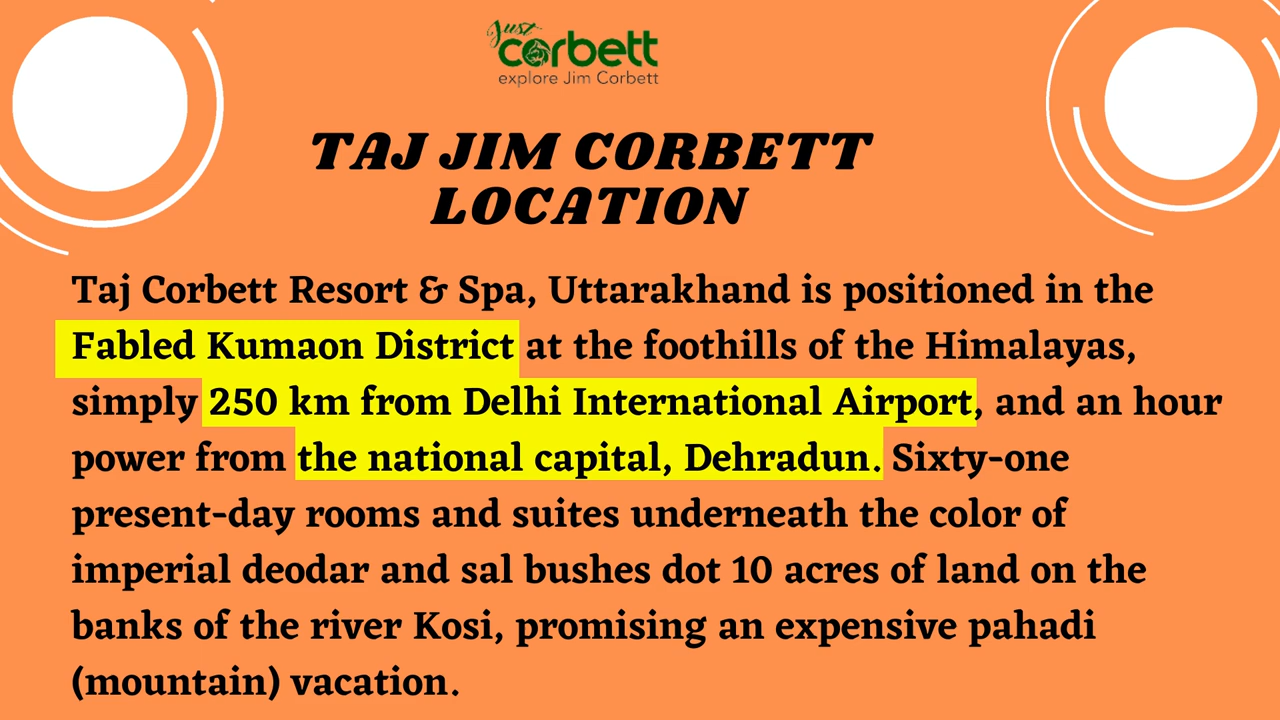 Just
corbett
explore Jim Corbett
TAJ JIM CORBETT
LOCATION
Taj Corbett Resort & Spa, Uttarakhand is positioned in the
Fabled Kumaon District at the foothills of the Himalayas,
simply 250 km from Delhi International Airport, and an hour
power from the national capital, Dehradun. Sixty-one
present-day rooms and suites underneath the color of
imperial deodar and sal bushes dot 10 acres of land on the
banks of the river Kosi, promising an expensive pahadi
(mountain) vacation.